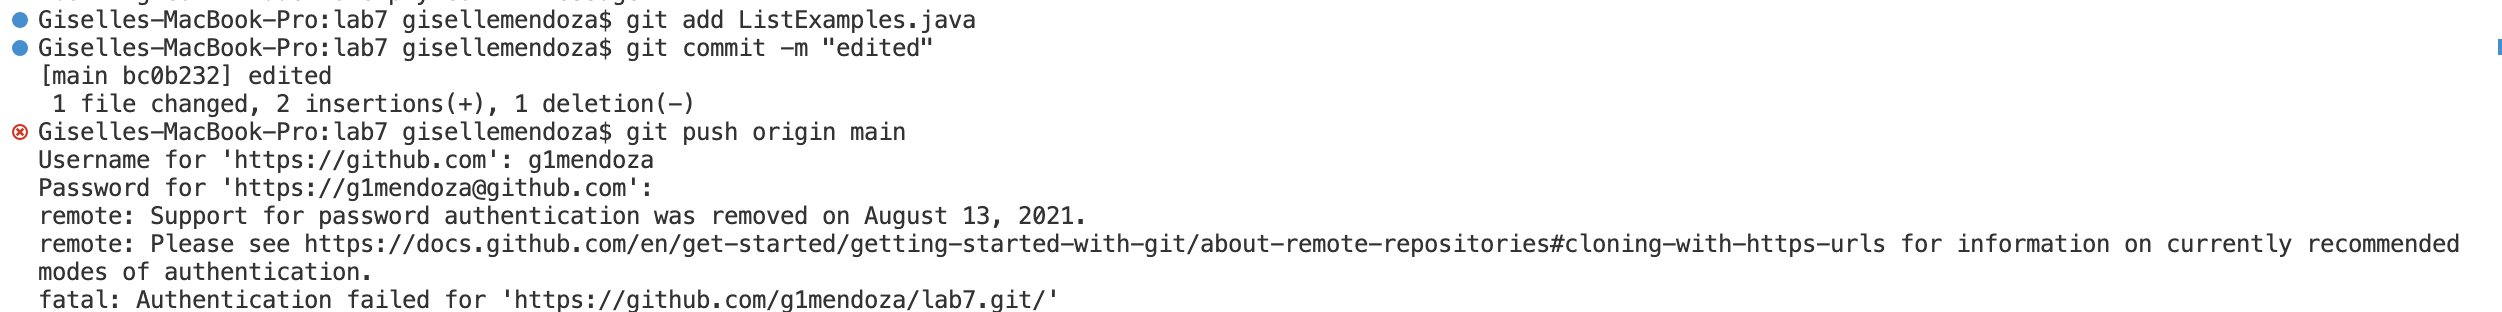 Giselles-MacBook-Pro:lab7 gisellemendoza$ git add ListExamples.java
Giselles-MacBook-Pro:lab7 gisellemendoza$ git commit -m "edited"
[main bc0b232] edited
 1 file changed, 2 insertions(+), 1 deletion(-)
Giselles-MacBook-Pro:lab7 gisellemendoza$ git push origin main
Username for 'https://github.com': g1mendoza
Password for 'https://g1mendoza@github.com':
remote: Support for password authentication was removed on August 13, 2021.
remote: Please see https://docs.github.com/en/get-started/getting-started-with-git/about-remote-repositories#cloning-with-https-urls for information on currently recommended
modes of authentication.
fatal: Authentication failed for 'https://github.com/g1mendoza/lab7.git/'